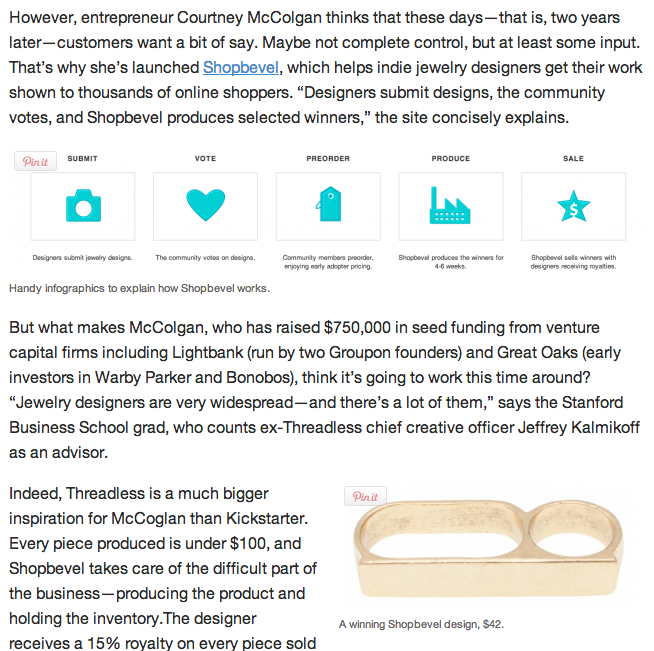 However, entrepreneur Courtney McColgan thinks that these days—that is, two years
later—customers want a bit of say. Maybe not complete control, but at least some input.
That’s why she’s launched Shopbevel, which helps indie jewelry designers get their work
shown to thousands of online shoppers. “Designers submit designs, the community
votes, and Shopbevel produces selected winners,” the site concisely explains.
Pin it
SUBMIT
VOTE
PREORDER
PRODUCE
SALE
$
Designers submit jewelry designs.
The community votes on designs.
Community members preorder,
enjoying early adopter pricing.
Shopbevel produces the winners for
4-6 weeks.
Shopbevel sells winners with
designers receiving royalties.
Handy infographics to explain how Shopbevel works.
But what makes McColgan, who has raised $750,000 in seed funding from venture
capital firms including Lightbank (run by two Groupon founders) and Great Oaks (early
investors in Warby Parker and Bonobos), think it’s going to work this time around?
“Jewelry designers are very widespread—and there’s a lot of them,” says the Stanford
Business School grad, who counts ex-Threadless chief creative officer Jeffrey Kalmikoff
as an advisor.
Indeed, Threadless is a much bigger
inspiration for McCoglan than Kickstarter.
Every piece produced is under $100, and
Shopbevel takes care of the difficult part of
the business—producing the product and
holding the inventory.The designer
receives a 15% royalty on every piece sold
Pin it
A winning Shopbevel design, $42.